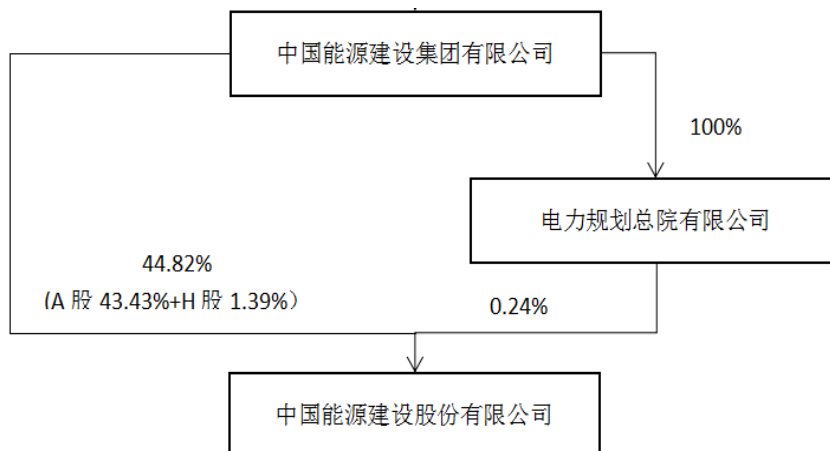 中国能源建设集团有限公司
100%
电力规划总院有限公司
44.82%
(A 股 43.43%+H 股 1.39%）
0.24%
中国能源建设股份有限公司